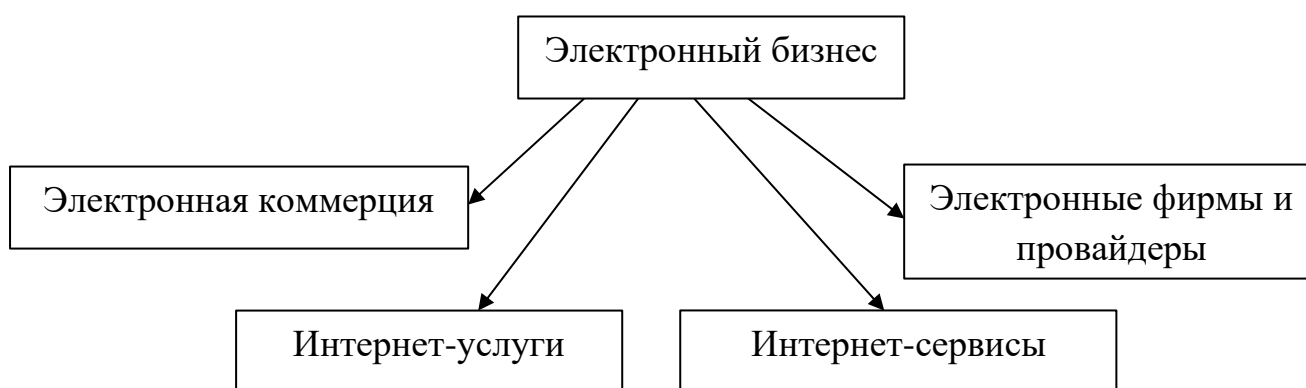 Электронный бизнес
Электронная коммерция
Электронные фирмы и
провайдеры
Интернет-услуги
Интернет-сервисы